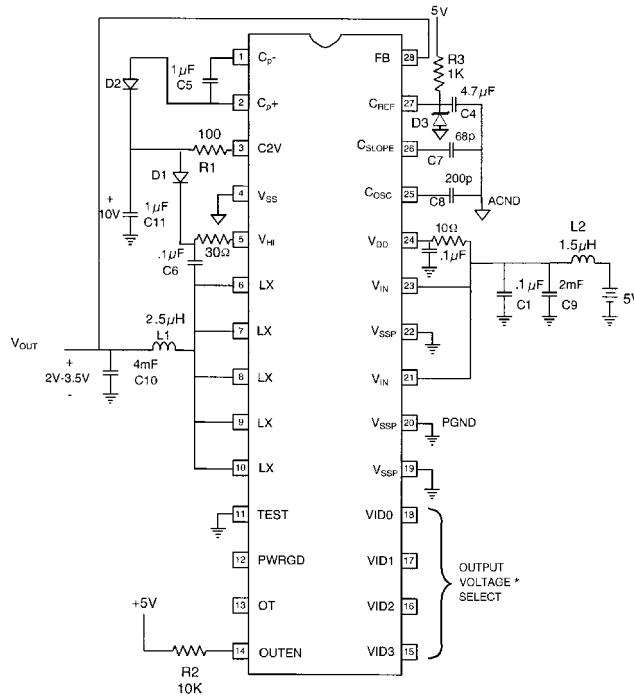 5V
1 CP- FB 28
R3
1K
1µF
C5
D2
4.7µF
C4
2 CP+ CREF 27
D3
68p
100
3 C2V CSLOPE 26
R1
C7
D1
200p
4 VSS COSC 25
C8
ACND
+
10V
1µF
C11
L2
1.5µH
10Ω
5 VHI VDD 24
30Ω
.1µF
C6
.1µF
.1µF
C1
2mF
C9
5V
6 LX VIN 23
2.5µH
L1
7 LX VSSP 22
VOUT
+
2V-3.5V
-
4mF
C10
8 LX VIN 21
9 LX VSSP 20
PGND
10 LX VSSP 19
11 TEST VID0 18
12 PWRGD VID1 17
OUTPUT
VOLTAGE *
SELECT
13 OT VID2 16
+5V
14 OUTEN VID3 15
R2
10K